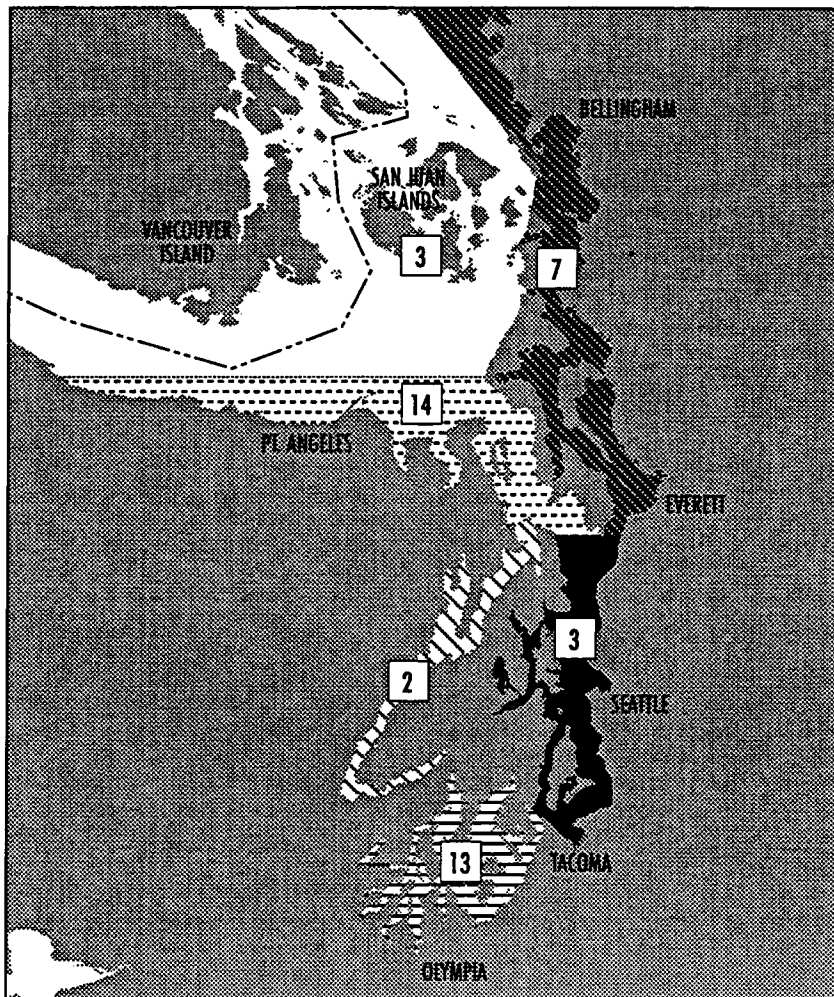 BELLINGHAM
SAN JUAN
ISLANDS
VANCOUVER
ISLAND
3
7
14
PT. ANGELES
EVERETT
3
2
SEATTLE
13
TACOMA
OLYMPIA